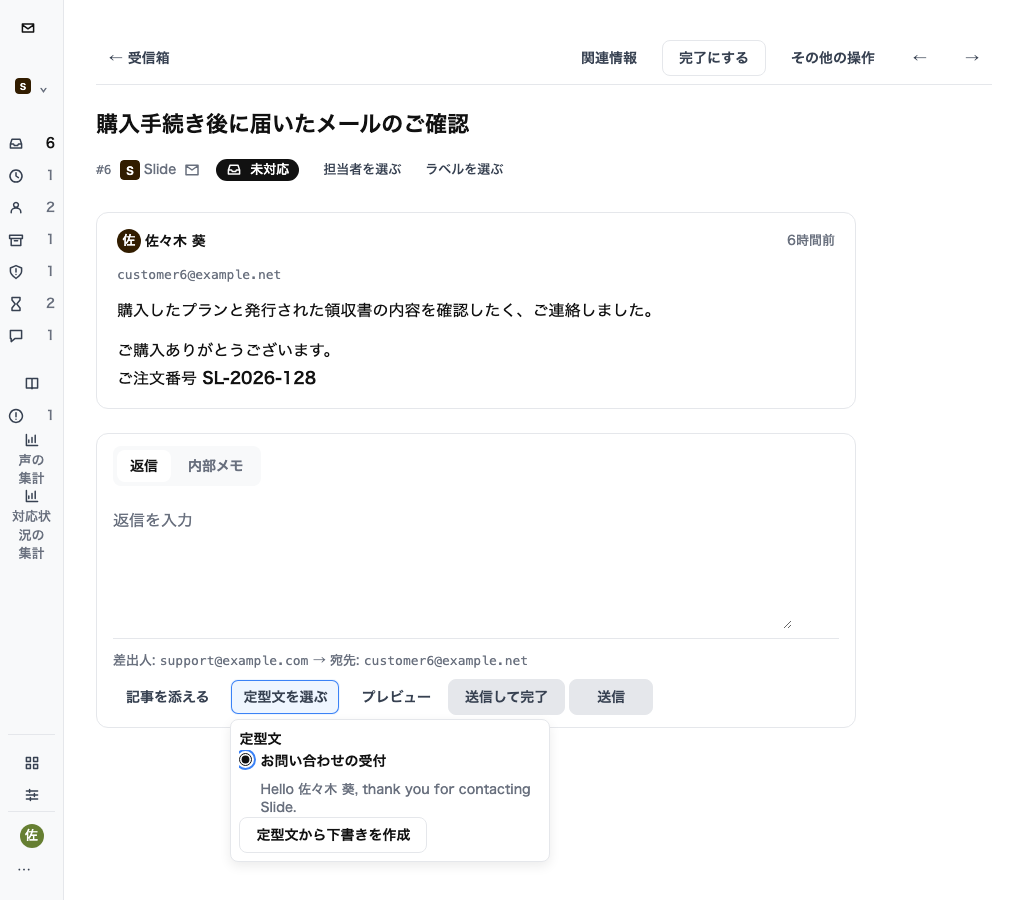 ← 受信箱
関連情報
完了にする
その他の操作
←
→
S
6
1
2
1
1
2
1
1
声の
集計
対応状
況の
集計
佐
…
購入手続き後に届いたメールのご確認
#6 S Slide 未対応 担当者を選ぶ ラベルを選ぶ
佐 佐々木 葵 6時間前
customer6@example.net
購入したプランと発行された領収書の内容を確認したく、ご連絡しました。
ご購入ありがとうございます。
ご注文番号 SL-2026-128
返信 内部メモ
返信を入力
差出人: support@example.com → 宛先: customer6@example.net
記事を添える 定型文を選ぶ プレビュー 送信して完了 送信
定型文
お問い合わせの受付
Hello 佐々木 葵, thank you for contacting
Slide.
定型文から下書きを作成